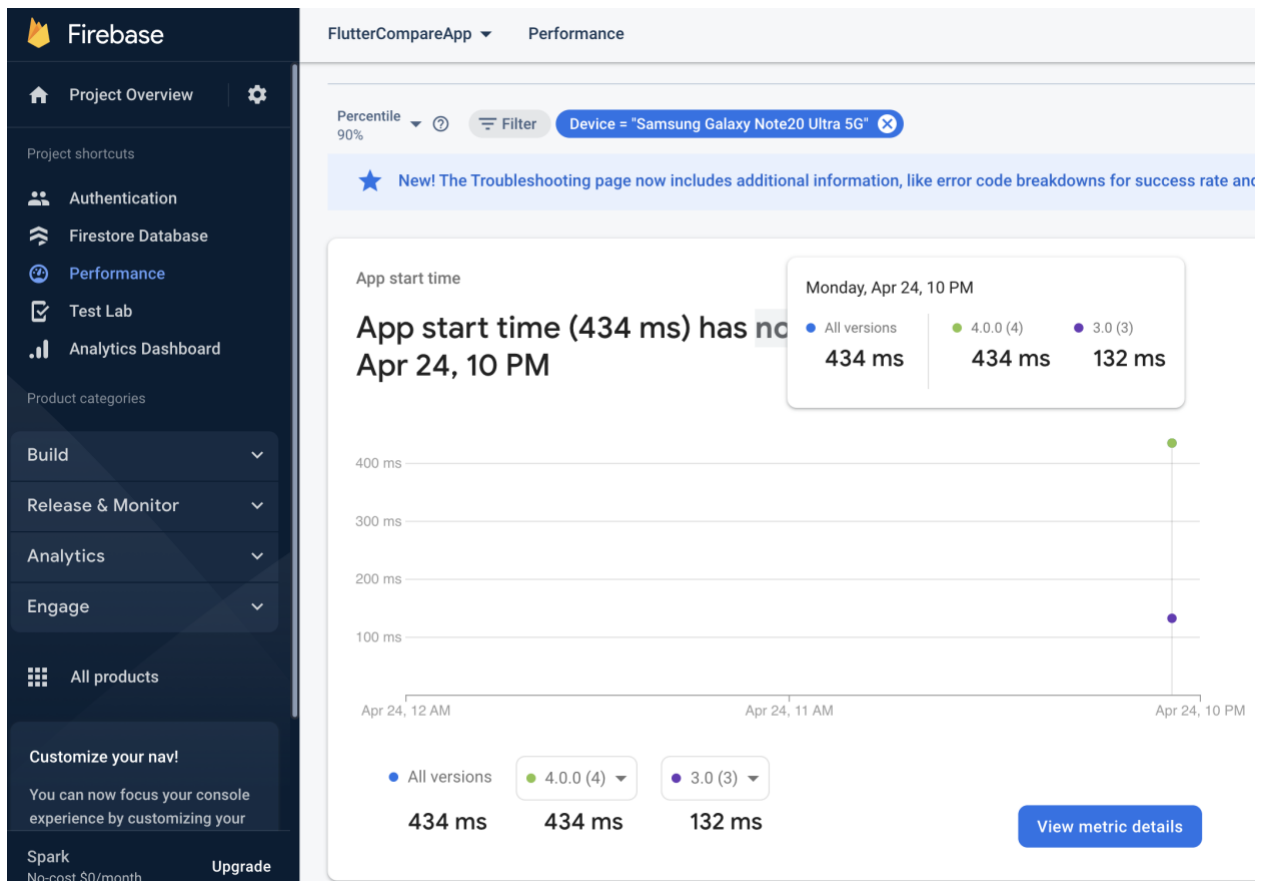 Firebase
Project Overview
Project shortcuts
Authentication
Firestore Database
Performance
Test Lab
Analytics Dashboard
Product categories
Build
Release & Monitor
Analytics
Engage
All products
Customize your nav!
You can now focus your console
experience by customizing your
Spark
No-cost $0/month
Upgrade
FlutterCompareApp
Performance
Percentile
90%
Filter
Device = "Samsung Galaxy Note20 Ultra 5G"
New! The Troubleshooting page now includes additional information, like error code breakdowns for success rate and
App start time
App start time (434 ms) has no
Apr 24, 10 PM
Monday, Apr 24, 10 PM
All versions 4.0.0 (4) 3.0 (3)
434 ms 434 ms 132 ms
400 ms
300 ms
200 ms
100 ms
Apr 24, 12 AM Apr 24, 11 AM Apr 24, 10 PM
All versions 4.0.0 (4) 3.0 (3)
434 ms 434 ms 132 ms
View metric details